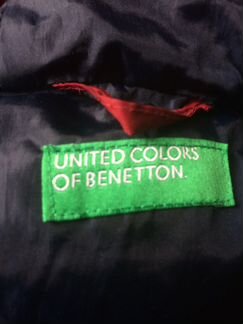 UNITED COLORS
OF BENETTON.